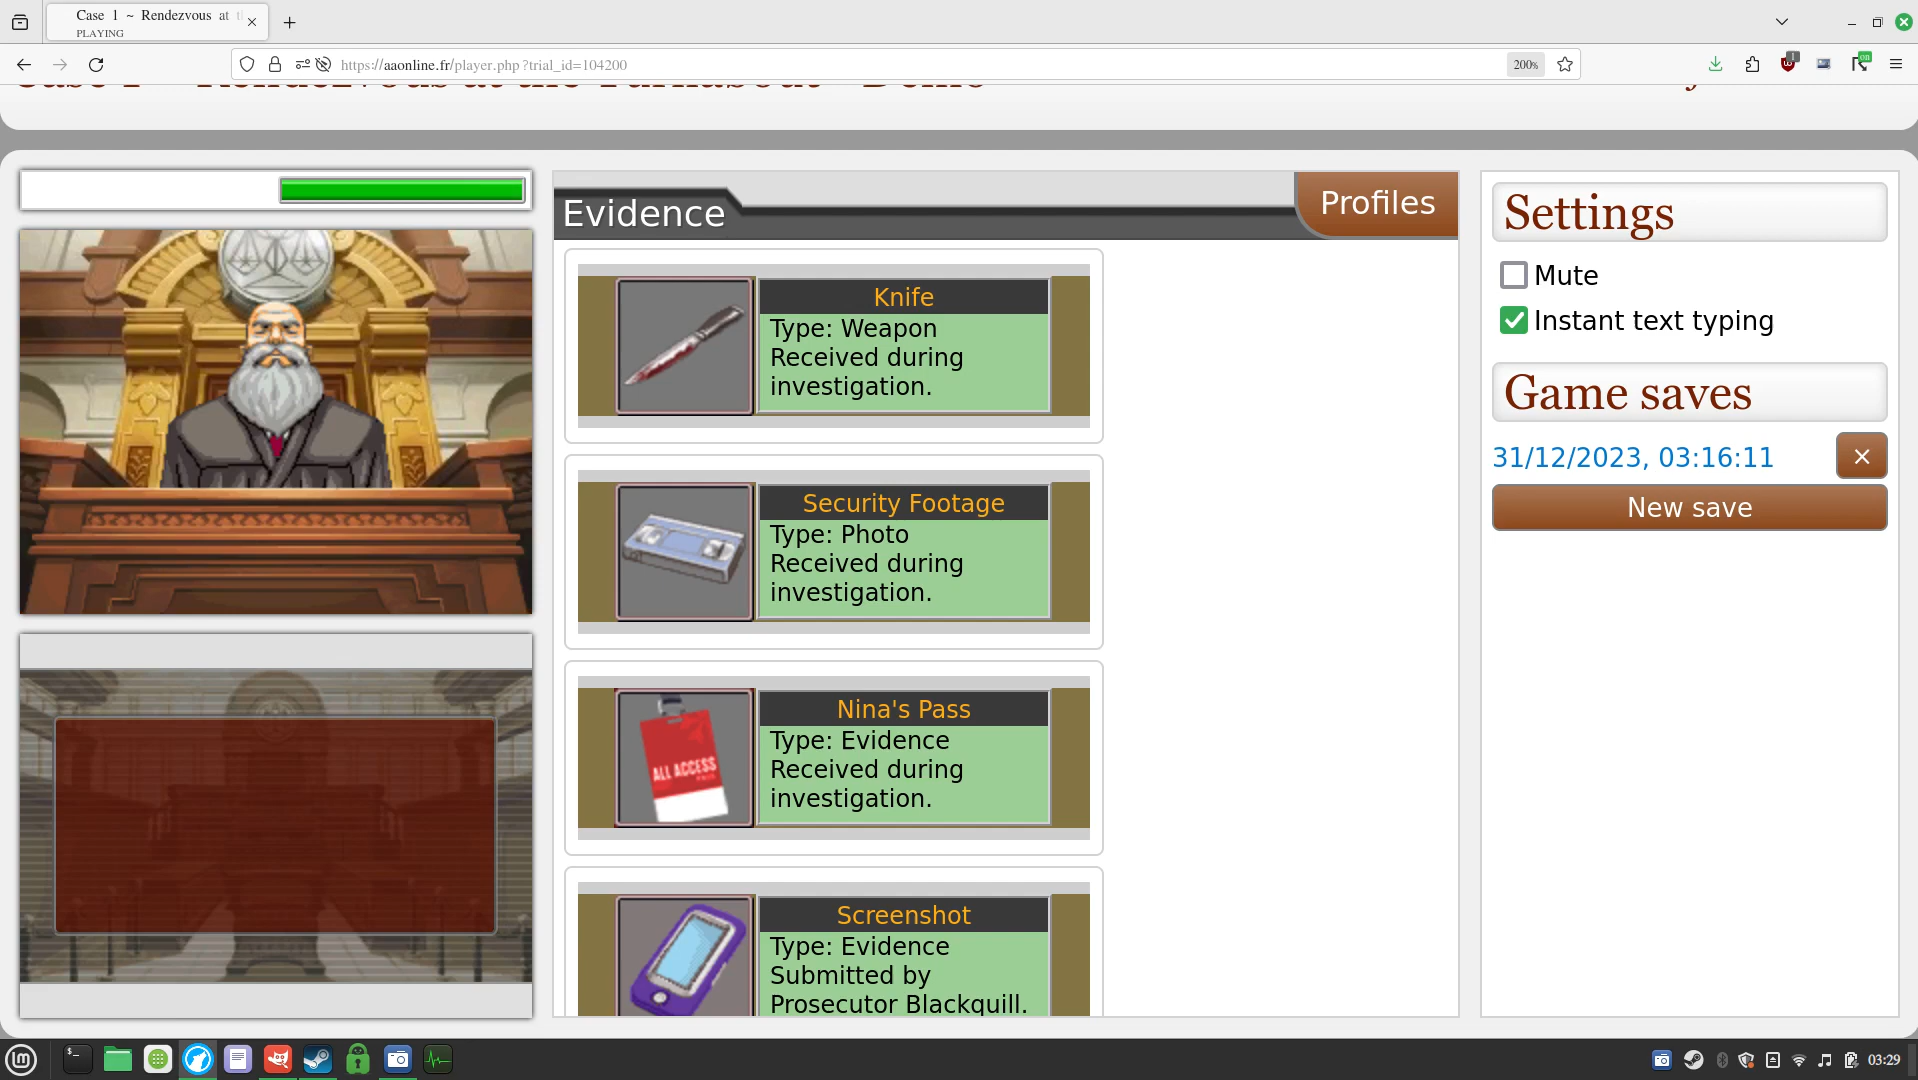 Case 1 ~ Rendezvous at t
PLAYING
https://aaonline.fr/player.php?trial_id=104200
200%
Evidence
Profiles
Knife
Type: Weapon
Received during
investigation.
Security Footage
Type: Photo
Received during
investigation.
Nina's Pass
ALL ACCESS
Type: Evidence
Received during
investigation.
Screenshot
Type: Evidence
Submitted by
Prosecutor Blackquill.
Settings
Mute
Instant text typing
Game saves
31/12/2023, 03:16:11
New save
03:29